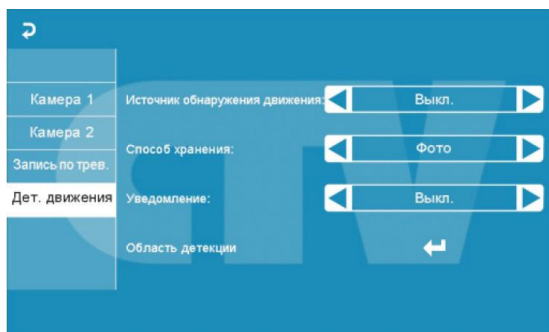 Камера 1
Камера 2
Запись по трев.
Дет. движения
Источник обнаружения движения:
Выкл.
Способ хранения:
Фото
Уведомление:
Выкл.
Область детекции
CTV